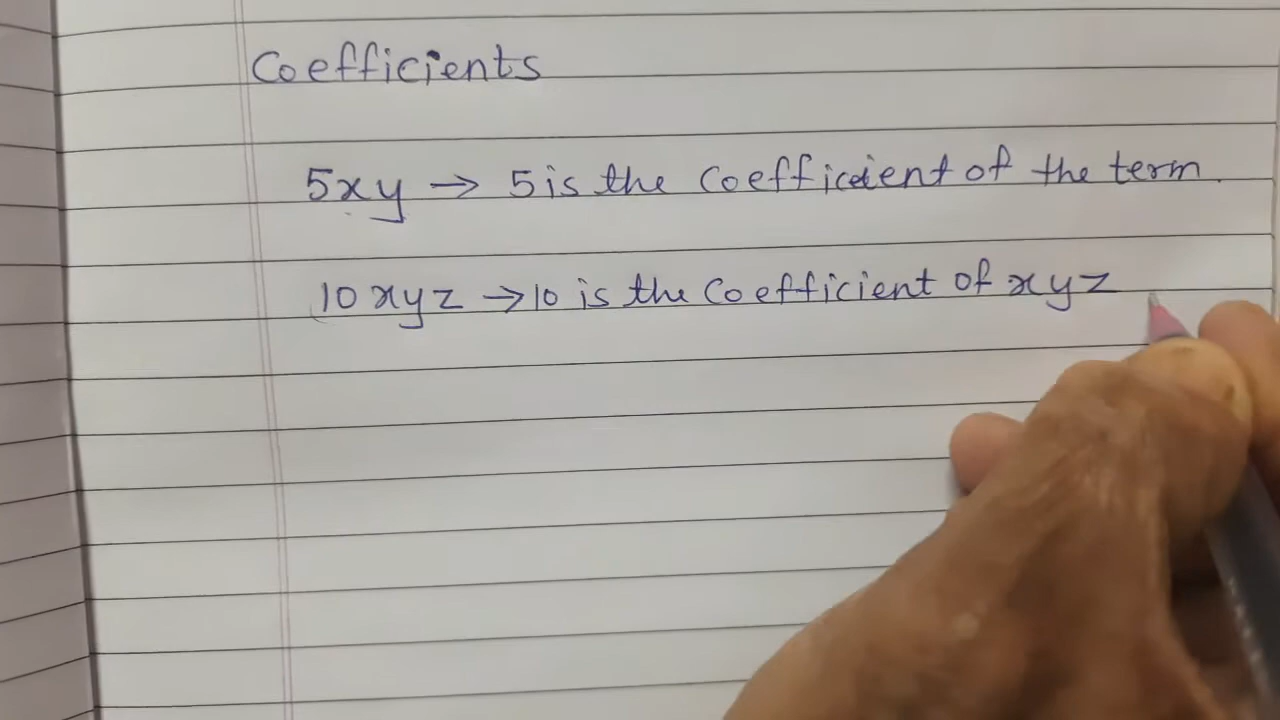 Coefficients
5xy → 5 is the coefficient of the term.
10xyz → 10 is the coefficient of xyz